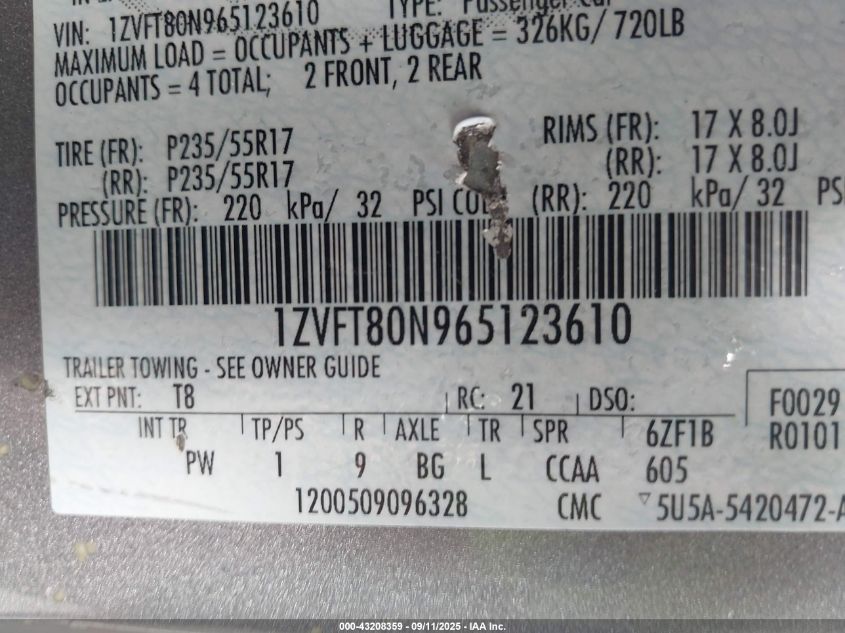 VIN: 1ZVFT80N965123610 TYPE: Passenger Car
MAXIMUM LOAD = OCCUPANTS + LUGGAGE = 326KG/ 720LB
OCCUPANTS = 4 TOTAL; 2 FRONT, 2 REAR
TIRE (FR): P235/55R17 RIMS (FR): 17 X 8.0J
(RR): P235/55R17 (RR): 17 X 8.0J
PRESSURE (FR): 220 kPa/ 32 PSI COLD (RR): 220 kPa/ 32 PSI
1ZVFT80N965123610
TRAILER TOWING - SEE OWNER GUIDE
EXT PNT: T8 RC: 21 DSO: F0029
INT TR TP/PS R AXLE TR SPR 6ZF1B R0101
PW 1 9 BG L CCAA 605
1200509096328 CMC ▽5U5A-5420472-A
000-43208359 - 09/11/2025 - IAA Inc.